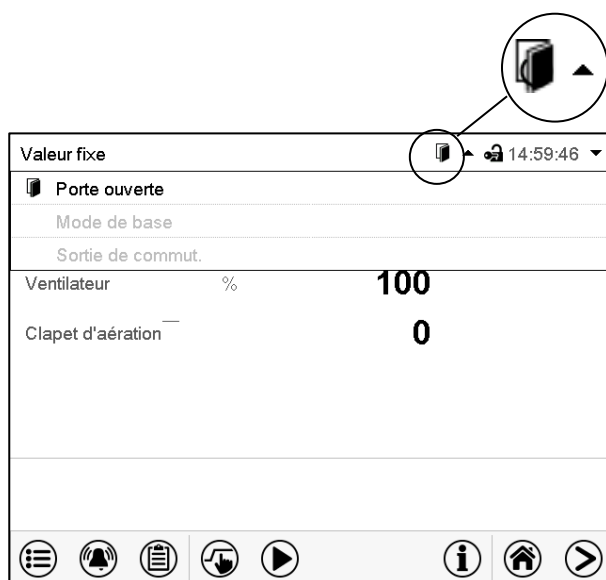 Valeur fixe 14:59:46
Porte ouverte
Mode de base
Sortie de commut.
Ventilateur % 100
Clapet d'aération 0